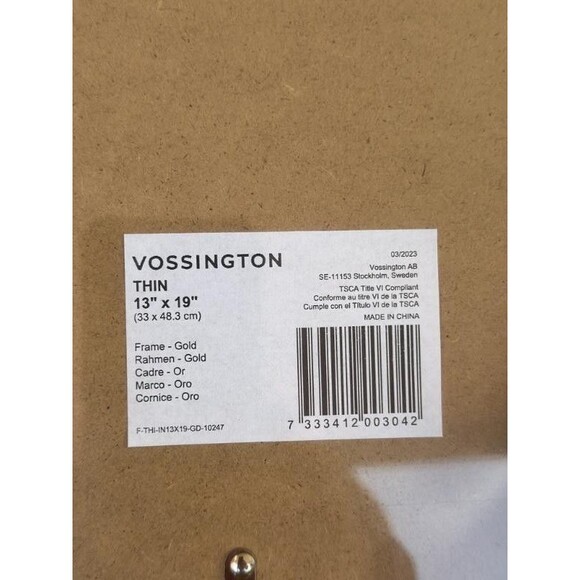 VOSSINGTON
THIN
13" x 19"
(33 x 48.3 cm)
Frame - Gold
Rahmen - Gold
Cadre - Or
Marco - Oro
Cornice - Oro
F-THI-IN13X19-GD-10247
03/2023
Vossington AB
SE-11153 Stockholm, Sweden
TSCA Title VI Compliant
Conforme au titre VI de la TSCA
Cumple con el Título VI de la TSCA
MADE IN CHINA
7 333412 003042